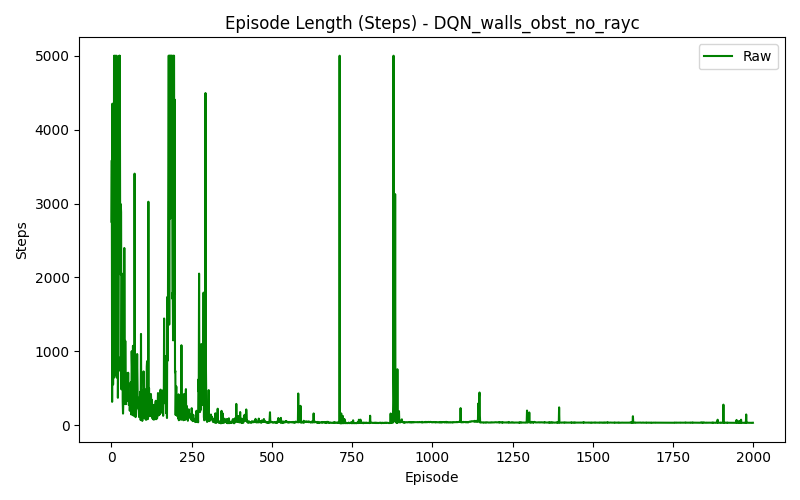 Episode Length (Steps) - DQN_walls_obst_no_rayc
Raw
5000
4000
3000
2000
1000
0
Steps
0 250 500 750 1000 1250 1500 1750 2000
Episode